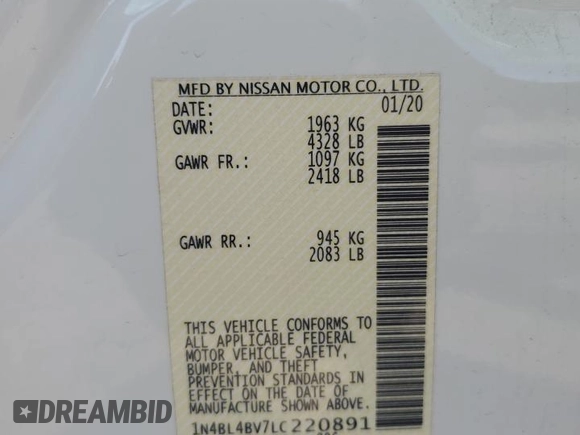 MFD BY NISSAN MOTOR CO., LTD.
DATE: 01/20
GVWR: 1963 KG
4328 LB
GAWR FR.: 1097 KG
2418 LB
GAWR RR.: 945 KG
2083 LB
THIS VEHICLE CONFORMS TO
ALL APPLICABLE FEDERAL
MOTOR VEHICLE SAFETY,
BUMPER, AND THEFT
PREVENTION STANDARDS IN
EFFECT ON THE DATE OF
MANUFACTURE SHOWN ABOVE.
1N4BL4BV7LC220891
DREAMBID